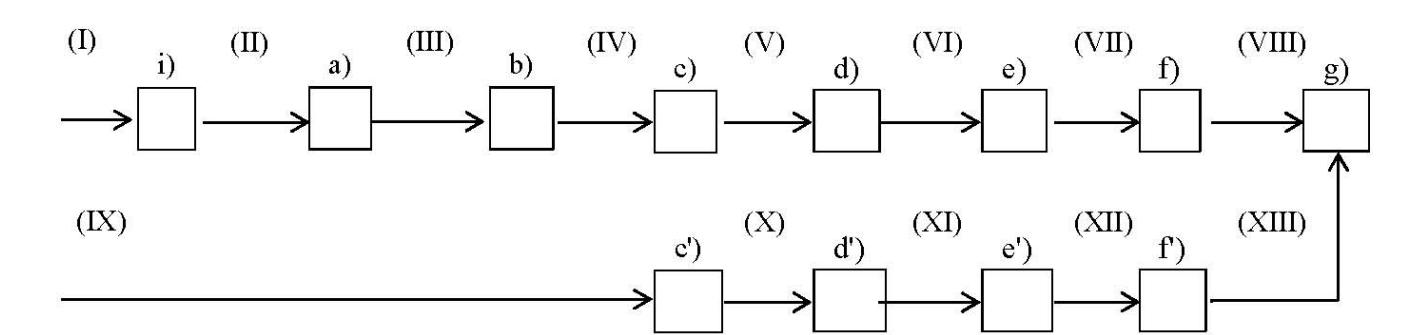 (I) (II) (III) (IV) (V) (VI) (VII) (VIII)
i) a) b) c) d) e) f) g)
(IX) (X) (XI) (XII) (XIII)
c') d') e') f')